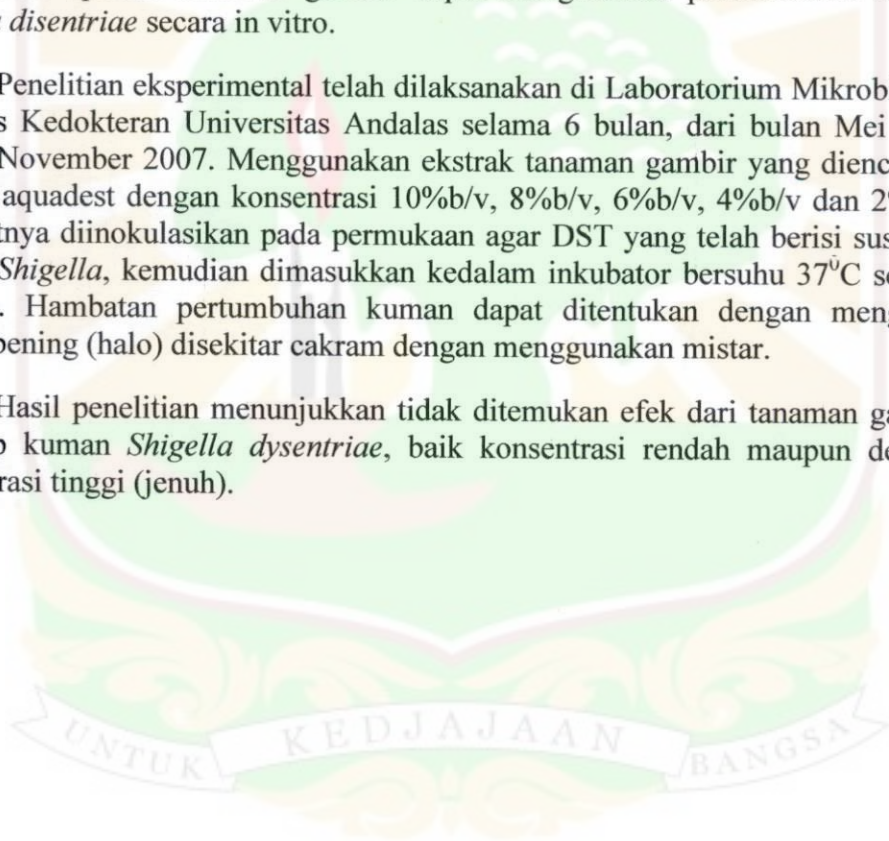 disentriae secara in vitro.
Penelitian eksperimental telah dilaksanakan di Laboratorium Mikrob
s Kedokteran Universitas Andalas selama 6 bulan, dari bulan Mei
November 2007. Menggunakan ekstrak tanaman gambir yang dienc
aquadest dengan konsentrasi 10%b/v, 8%b/v, 6%b/v, 4%b/v dan 2
tnya diinokulasikan pada permukaan agar DST yang telah berisi sus
Shigella, kemudian dimasukkan kedalam inkubator bersuhu 37⁰C s
. Hambatan pertumbuhan kuman dapat ditentukan dengan men
bening (halo) disekitar cakram dengan menggunakan mistar.
Hasil penelitian menunjukkan tidak ditemukan efek dari tanaman ga
kuman Shigella dysentriae, baik konsentrasi rendah maupun de
rasi tinggi (jenuh).
UNTUK KEDJAJAAN BANGSA